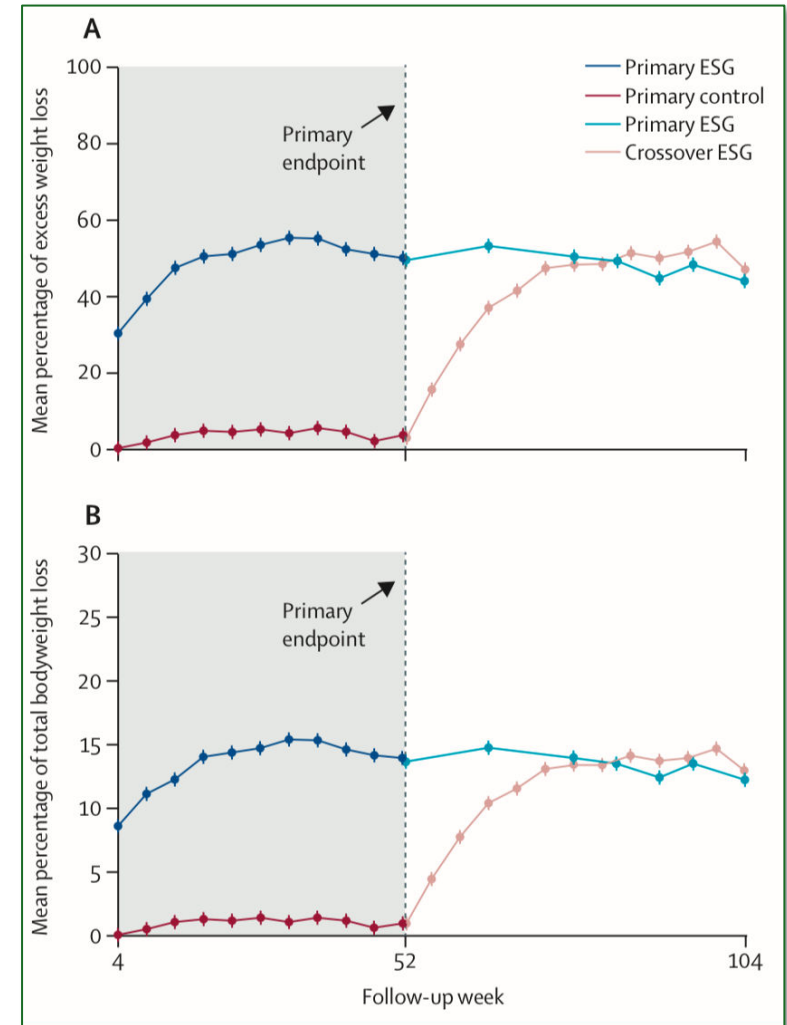 A
Mean percentage of excess weight loss
100
80
60
40
20
0
Primary
endpoint
Primary ESG
Primary control
Primary ESG
Crossover ESG
B
Mean percentage of total bodyweight loss
30
25
20
15
10
5
0
Primary
endpoint
4
52
104
Follow-up week